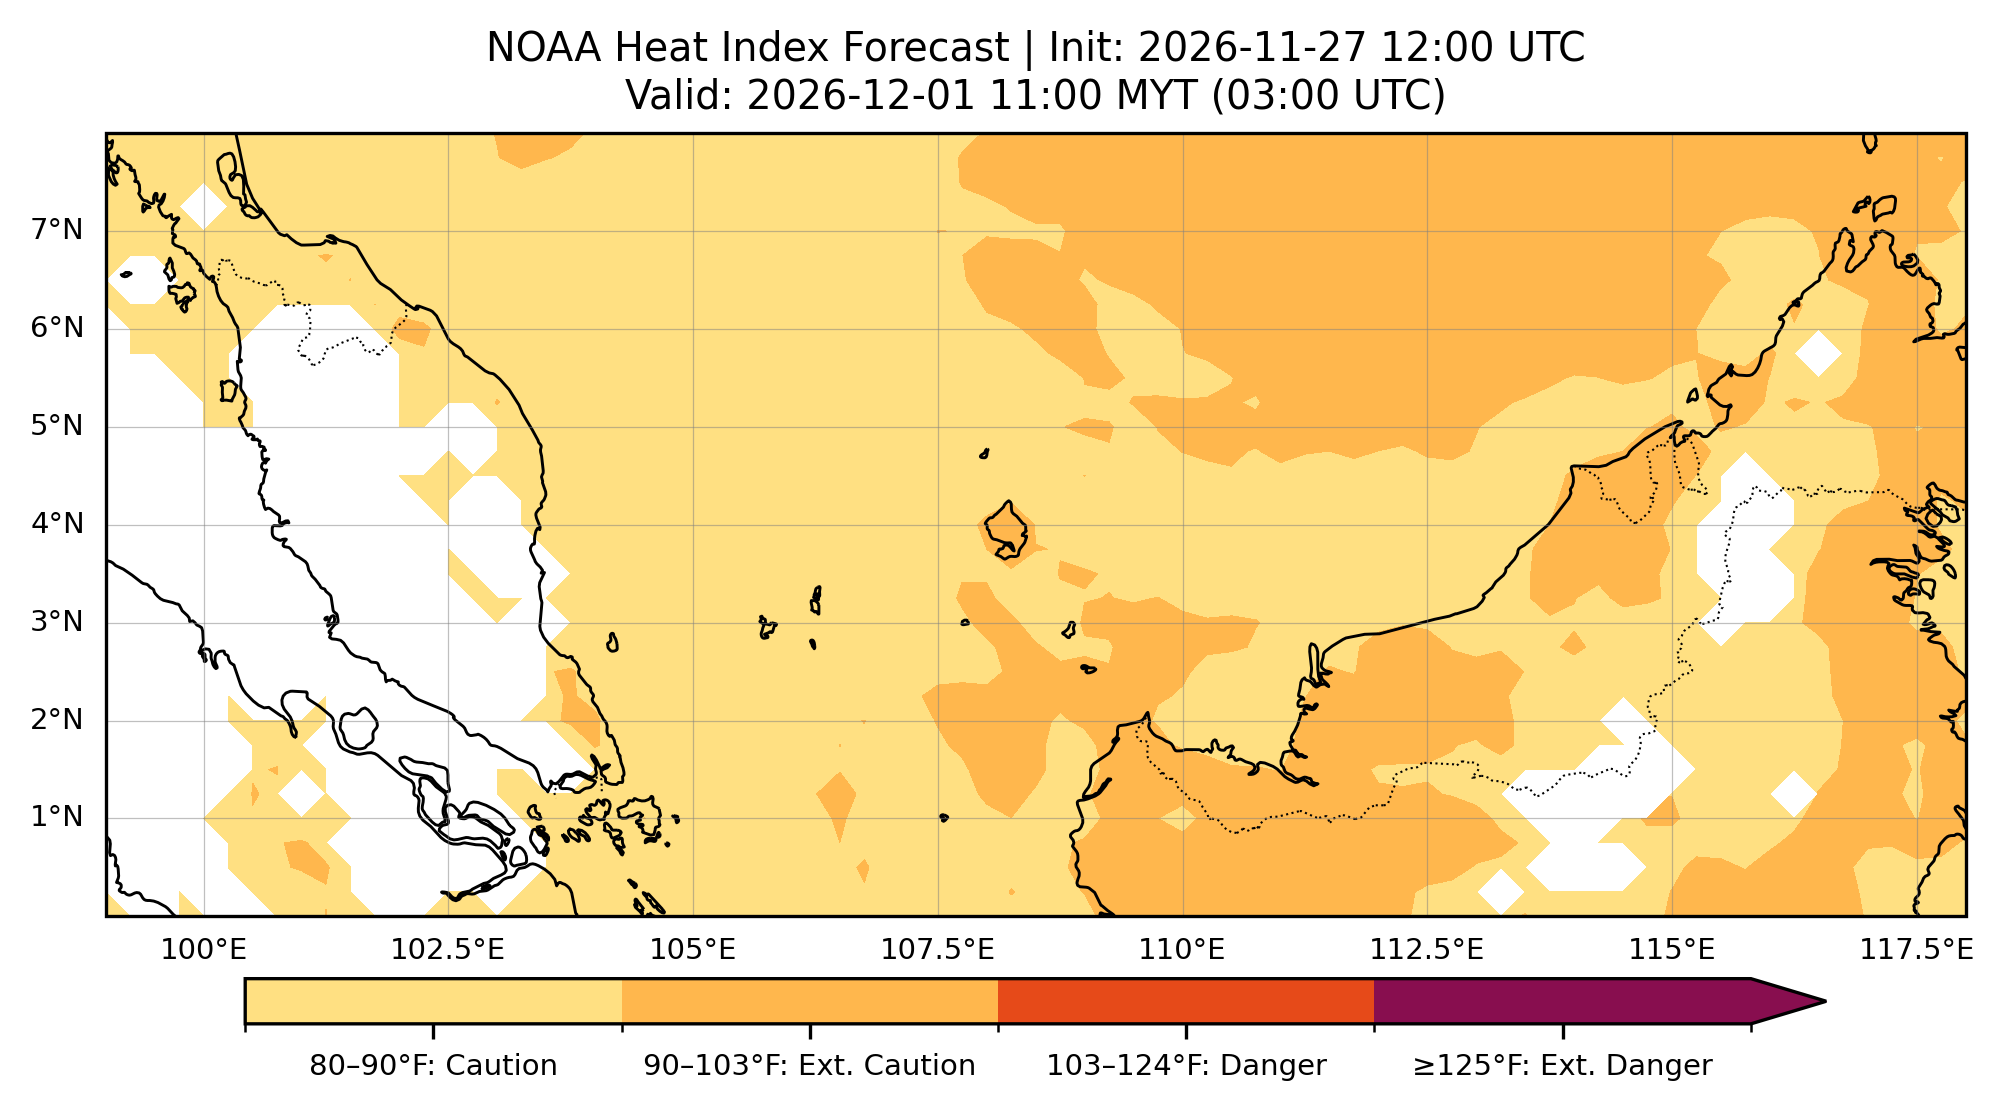 NOAA Heat Index Forecast | Init: 2026-11-27 12:00 UTC
Valid: 2026-12-01 11:00 MYT (03:00 UTC)
7°N
6°N
5°N
4°N
3°N
2°N
1°N
100°E 102.5°E 105°E 107.5°E 110°E 112.5°E 115°E 117.5°E
80–90°F: Caution 90–103°F: Ext. Caution 103–124°F: Danger ≥125°F: Ext. Danger